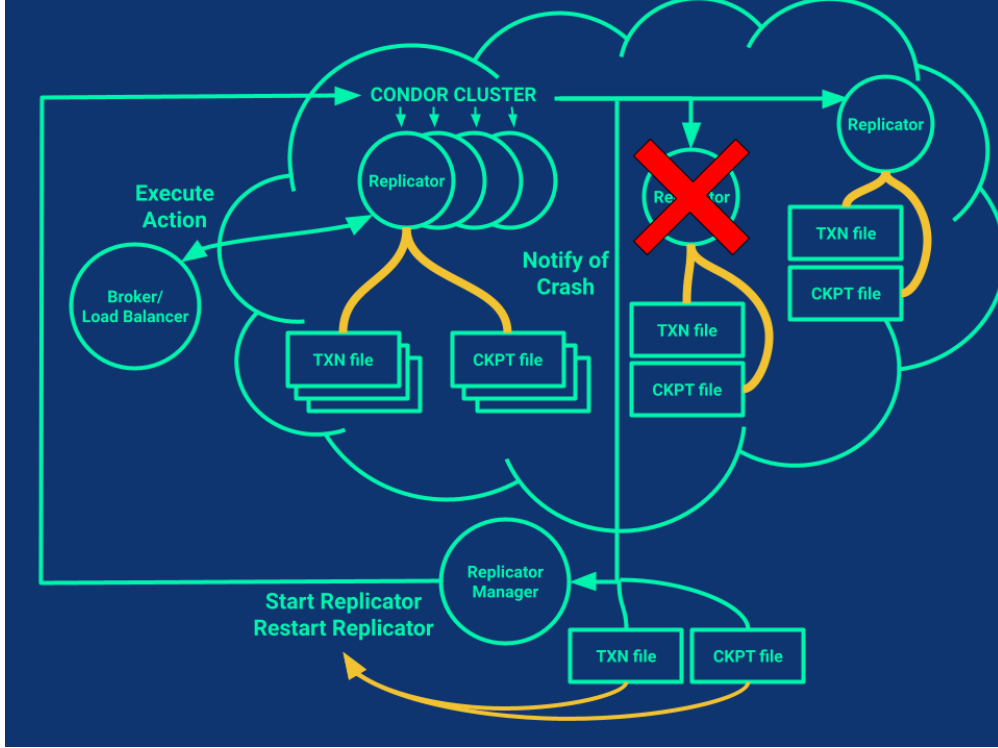 CONDOR CLUSTER
Replicator
Replicator
Execute
Action
Broker/
Load Balancer
TXN file
CKPT file
Notify of
Crash
TXN file
CKPT file
TXN file
CKPT file
Replicator
Manager
Start Replicator
Restart Replicator
TXN file
CKPT file